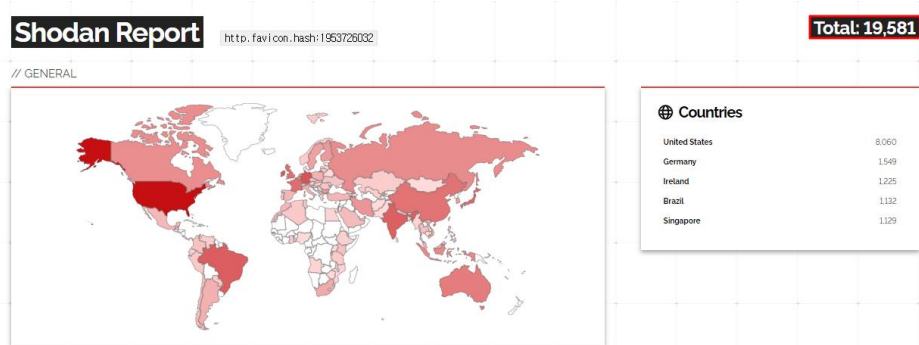 Shodan Report
http.favicon.hash:1953726032
Total: 19,581
// GENERAL
Countries
United States 8,060
Germany 1,549
Ireland 1,225
Brazil 1,132
Singapore 1,129